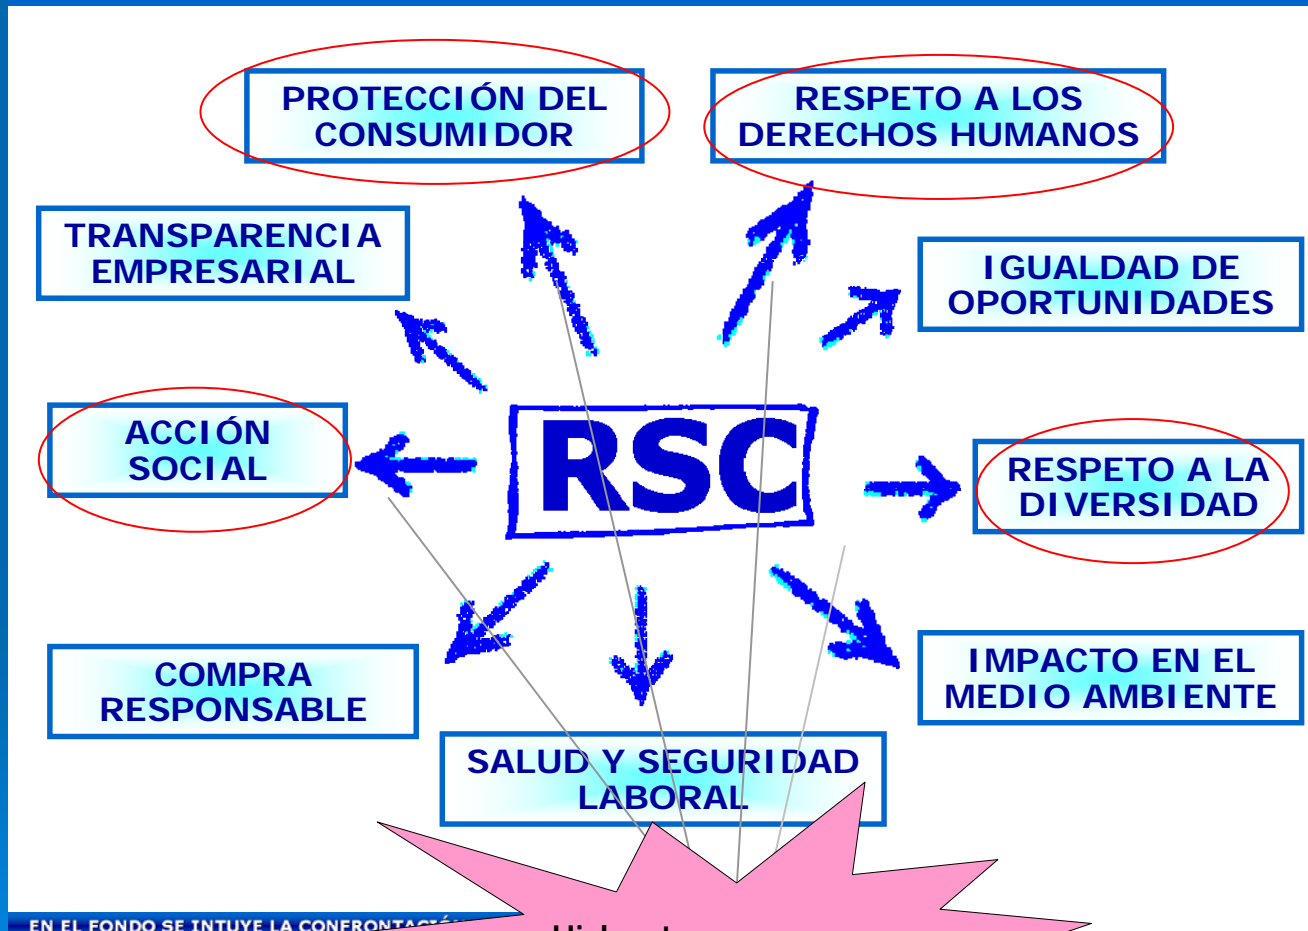 PROTECCIÓN DEL
CONSUMIDOR
RESPETO A LOS
DERECHOS HUMANOS
TRANSPARENCIA
EMPRESARIAL
IGUALDAD DE
OPORTUNIDADES
ACCIÓN
SOCIAL
RSC
RESPETO A LA
DIVERSIDAD
COMPRA
RESPONSABLE
IMPACTO EN EL
MEDIO AMBIENTE
SALUD Y SEGURIDAD
LABORAL
EN EL FONDO SE INTUYE LA CONFRONTACIÓN